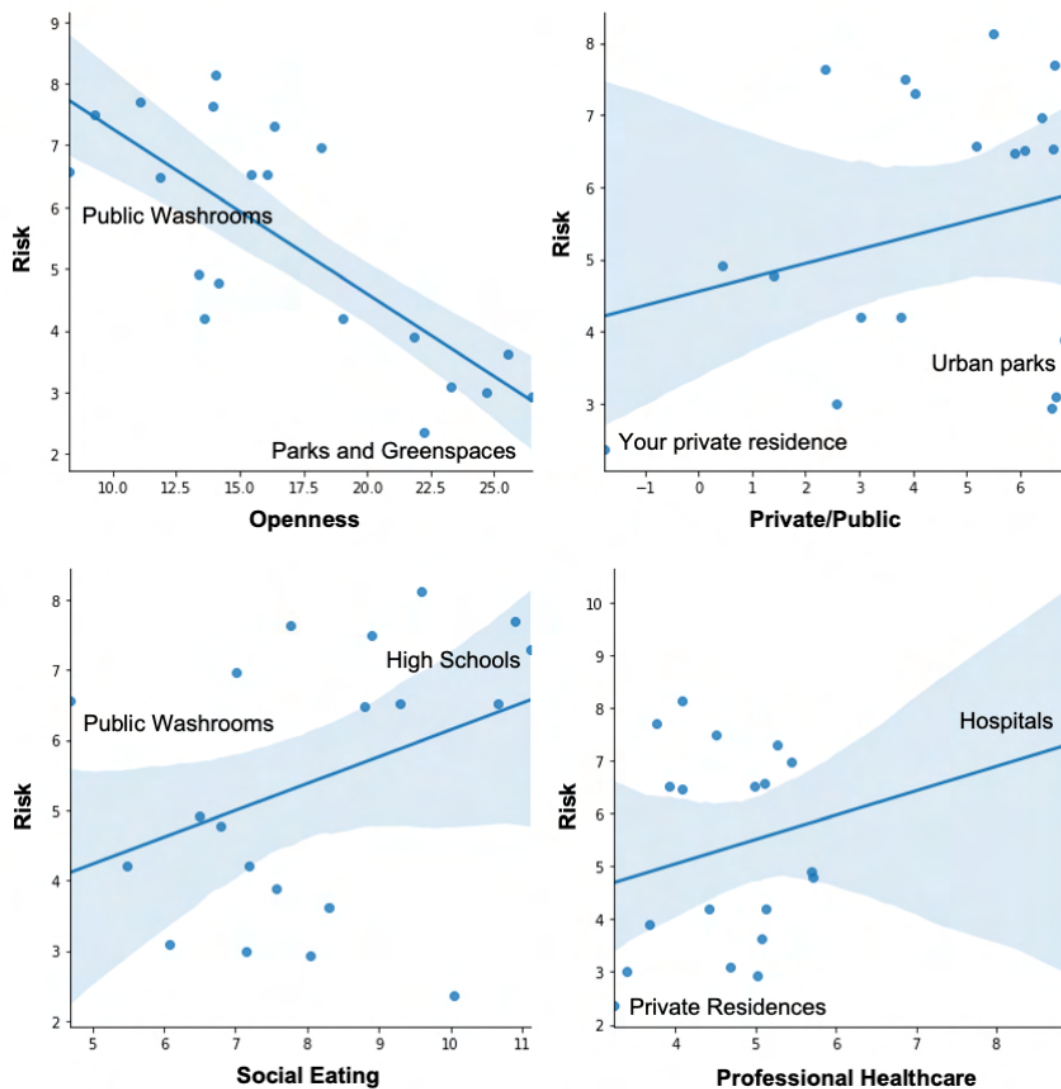 9
8
7
6
5
4
3
2
Risk
Public Washrooms
Parks and Greenspaces
10.0 12.5 15.0 17.5 20.0 22.5 25.0
Openness
8
7
6
5
4
3
Risk
Urban parks
Your private residence
−1 0 1 2 3 4 5 6
Private/Public
8
7
6
5
4
3
2
Risk
High Schools
Public Washrooms
5 6 7 8 9 10 11
Social Eating
10
9
8
7
6
5
4
3
2
Risk
Hospitals
Private Residences
4 5 6 7 8
Professional Healthcare